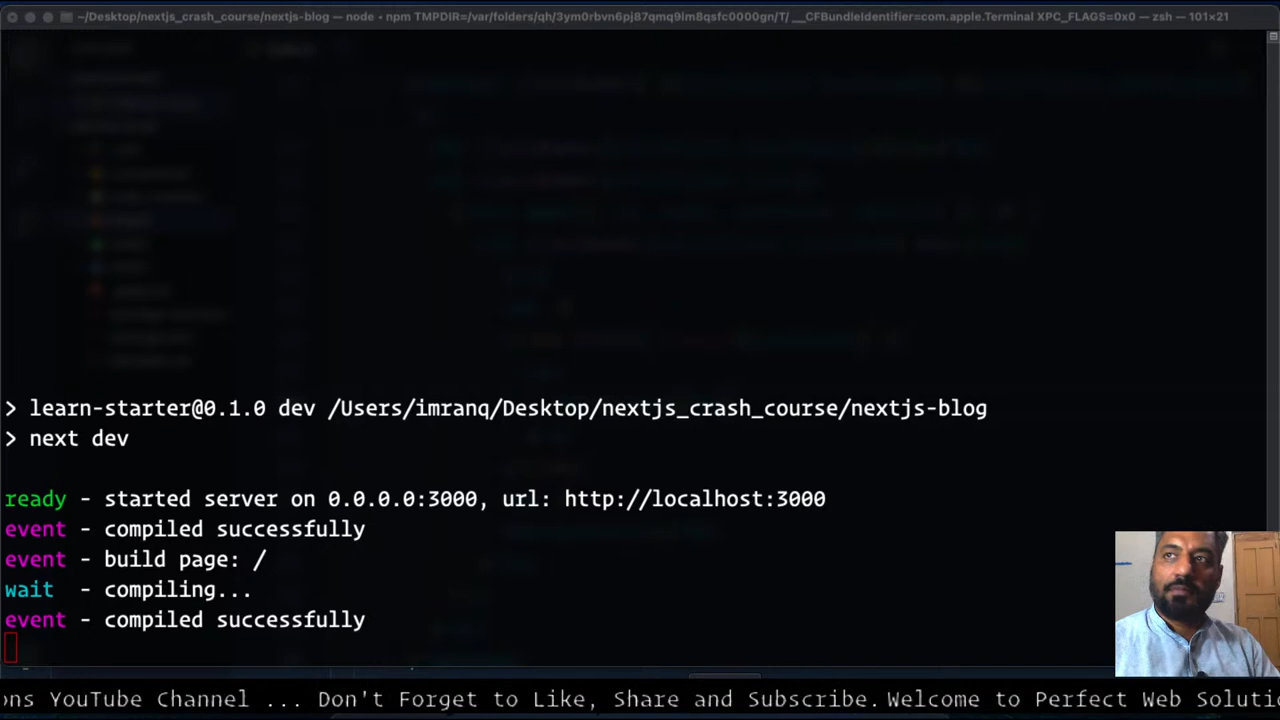 ~/Desktop/nextjs_crash_course/nextjs-blog — node • npm TMPDIR=/var/folders/qh/3ym0rbvn6pj87qmq9lm8qsfc0000gn/T/ __CFBundleIdentifier=com.apple.Terminal XPC_FLAGS=0x0 — zsh — 101×21
> learn-starter@0.1.0 dev /Users/imranq/Desktop/nextjs_crash_course/nextjs-blog
> next dev
ready - started server on 0.0.0.0:3000, url: http://localhost:3000
event - compiled successfully
event - build page: /
wait - compiling...
event - compiled successfully
ons YouTube Channel ... Don't Forget to Like, Share and Subscribe. Welcome to Perfect Web Soluti